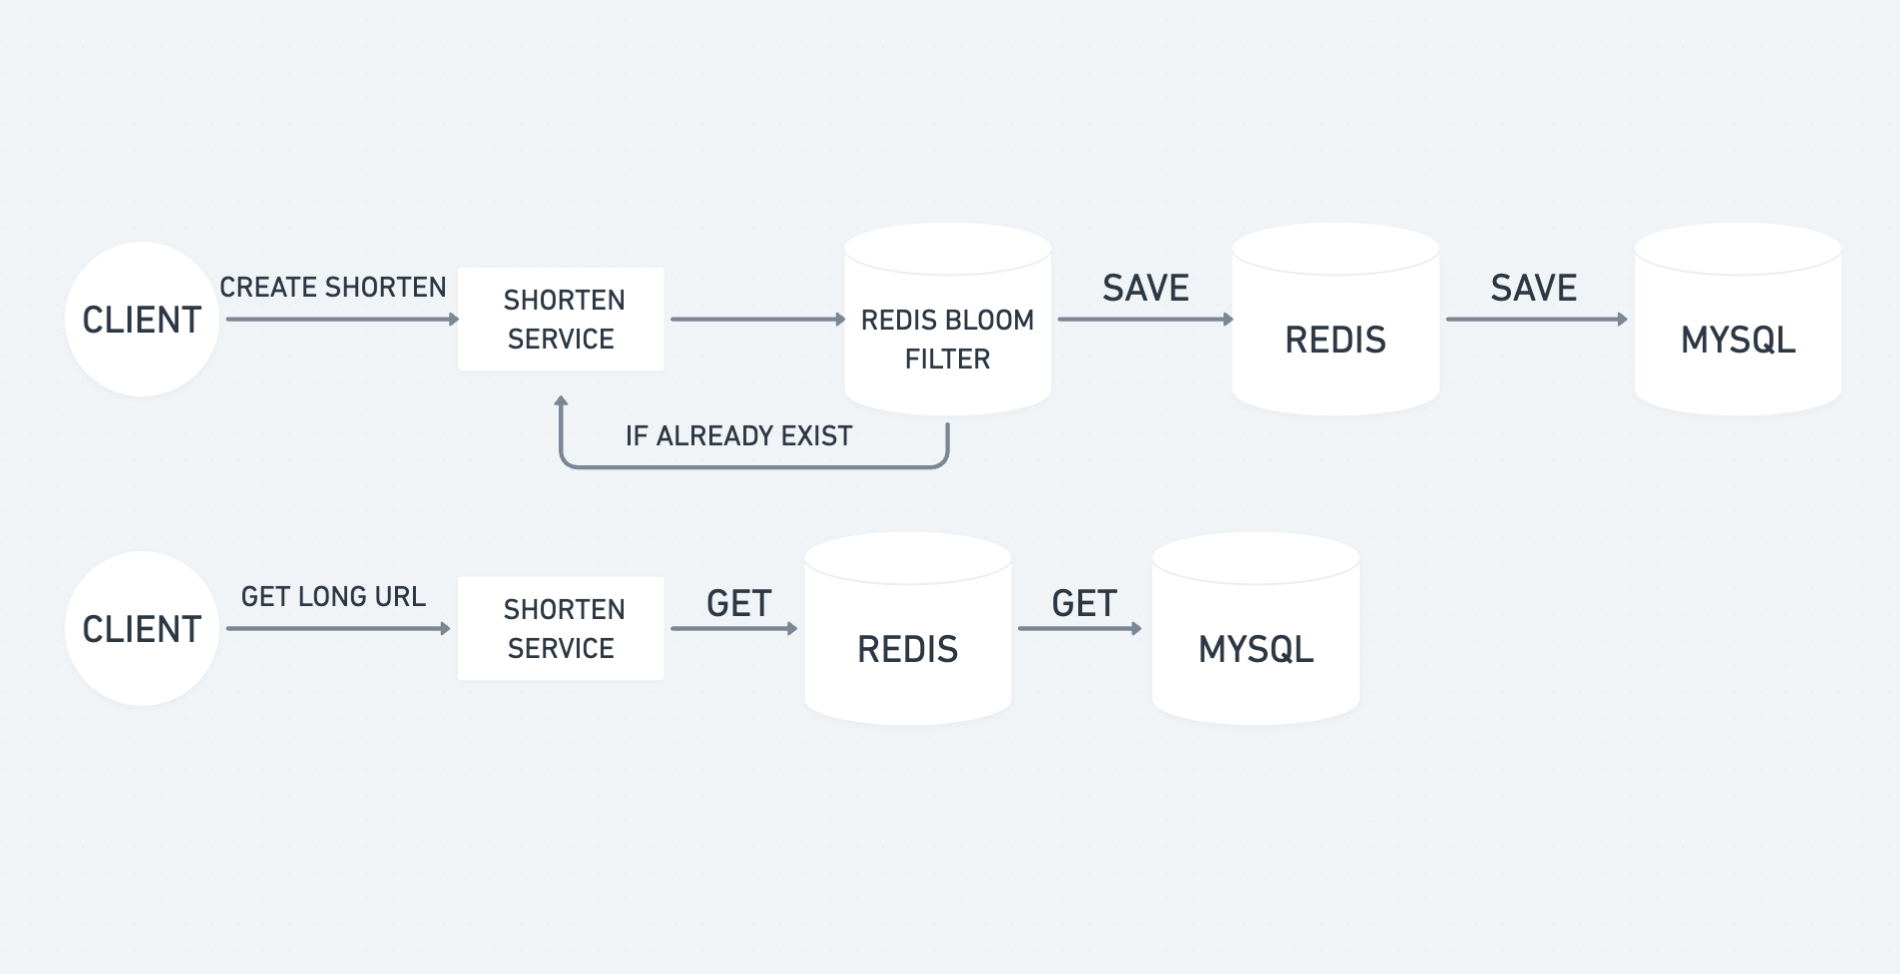 CLIENT
CREATE SHORTEN
SHORTEN
SERVICE
REDIS BLOOM
FILTER
SAVE
REDIS
SAVE
MYSQL
IF ALREADY EXIST
CLIENT
GET LONG URL
SHORTEN
SERVICE
GET
REDIS
GET
MYSQL